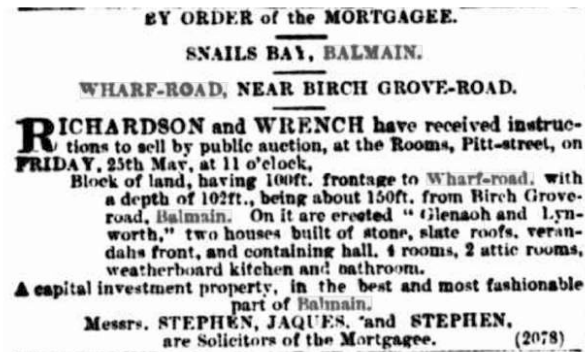 BY ORDER of the MORTGAGEE.
SNAILS BAY, BALMAIN.
WHARF-ROAD, NEAR BIRCH GROVE-ROAD.
RICHARDSON and WRENCH have received instruc-
tions to sell by public auction, at the Rooms, Pitt-street, on
FRIDAY, 25th May, at 11 o'clock,
Block of land, having 100ft. frontage to Wharf-road, with
a depth of 102ft., being about 150ft. from Birch Grove-
road, Balmain. On it are erected "Glenaoh and Lyn-
worth," two houses built of stone, slate roofs, veran-
dahs front, and containing hall, 4 rooms, 2 attic rooms,
weatherboard kitchen and bathroom.
A capital investment property, in the best and most fashionable
part of Balmain.
Messrs. STEPHEN, JAQUES, and STEPHEN,
are Solicitors of the Mortgagee. (2078)